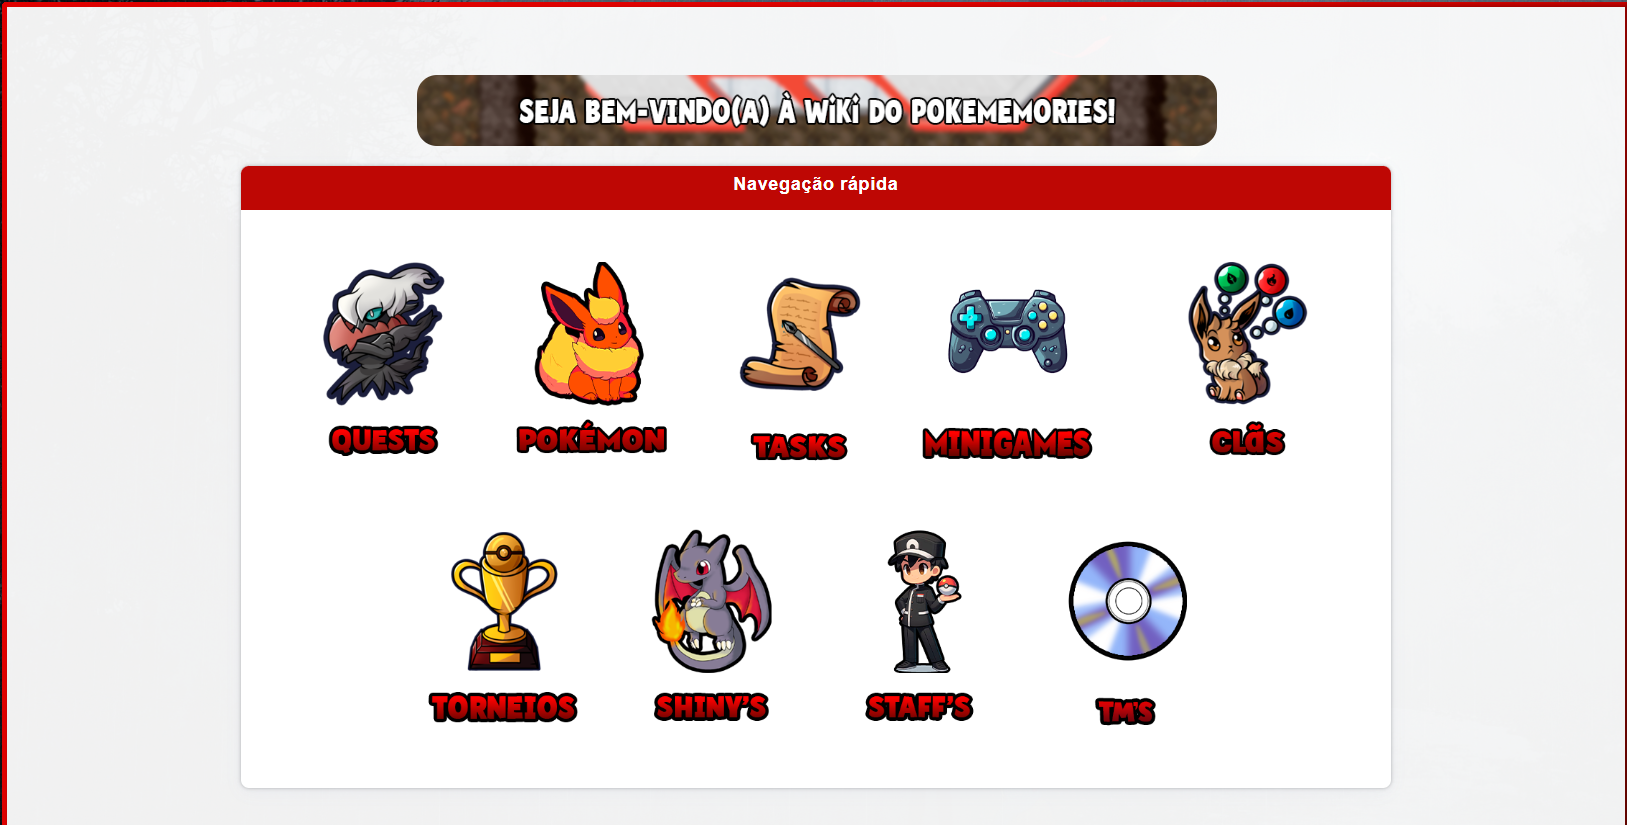 SEJA BEM-VINDO(A) À WiKi DO POKEMEMORIES!
Navegação rápida
QUESTS
POKÉMON
TASKS
MINIGAMES
CLÃS
TORNEIOS
SHINY'S
STAFF'S
TM'S